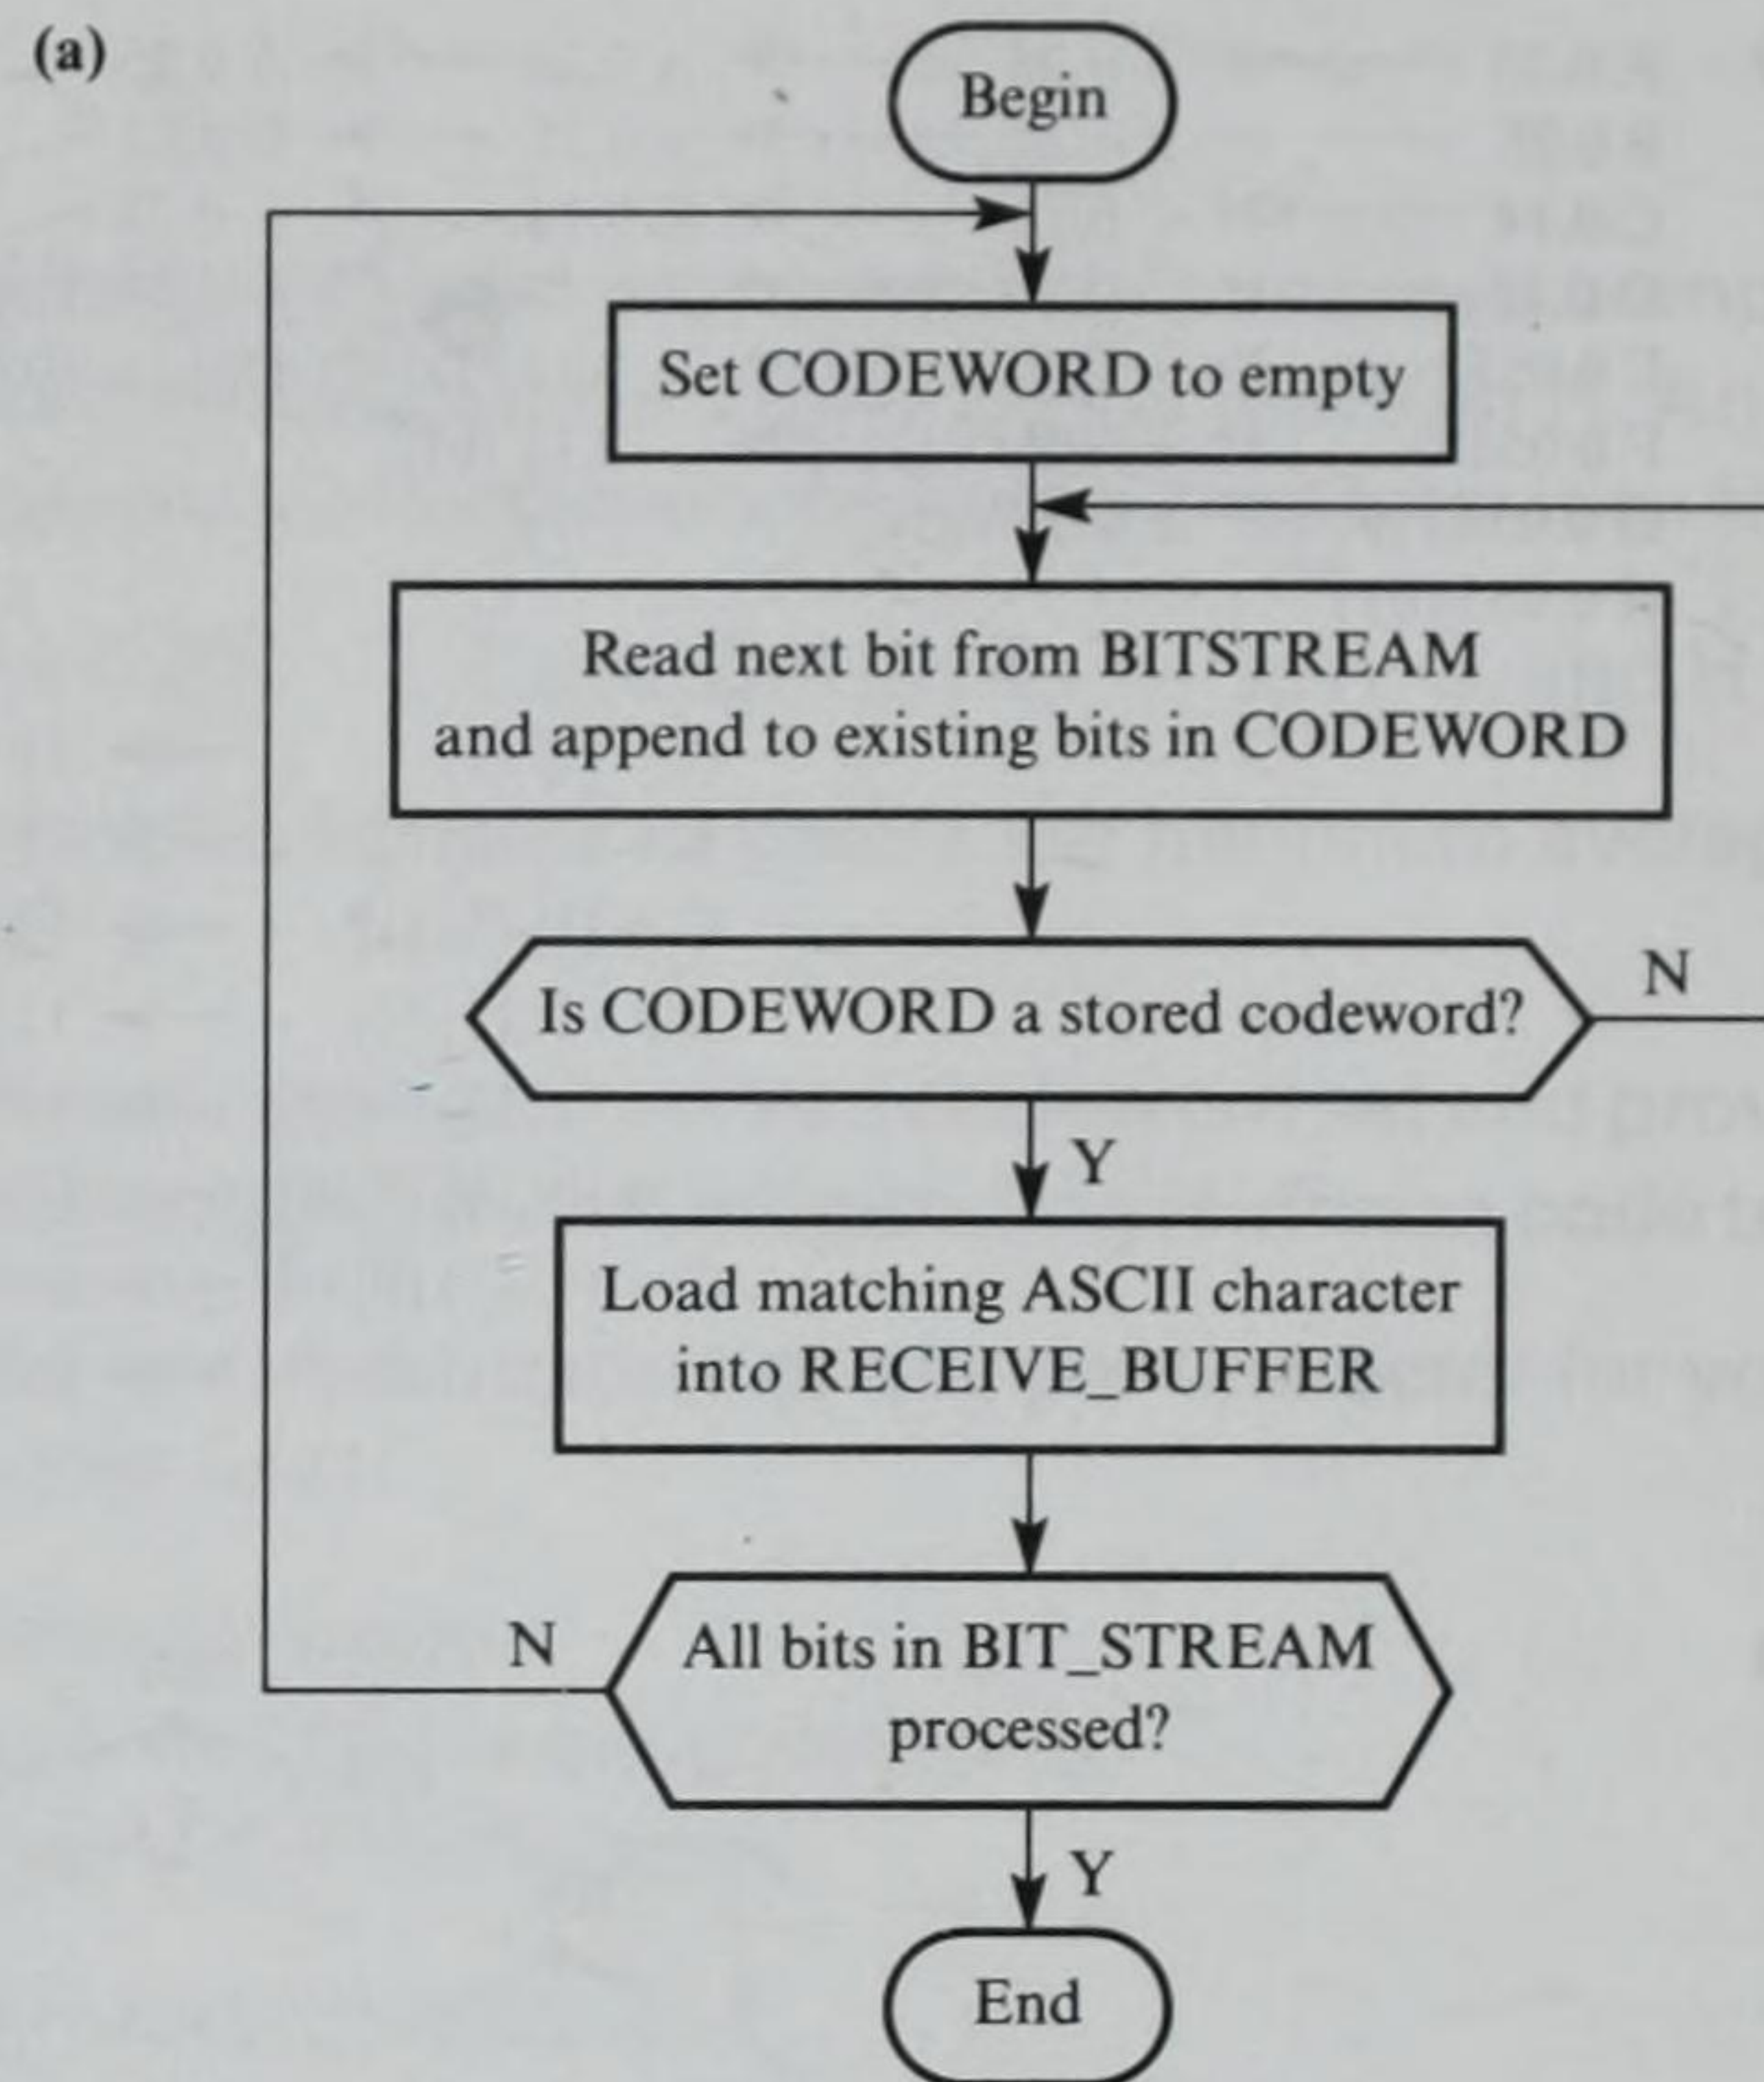 (a)
Begin
Set CODEWORD to empty
Read next bit from BITSTREAM
and append to existing bits in CODEWORD
Is CODEWORD a stored codeword?
N
Y
Load matching ASCII character
into RECEIVE_BUFFER
N
All bits in BIT_STREAM
processed?
Y
End